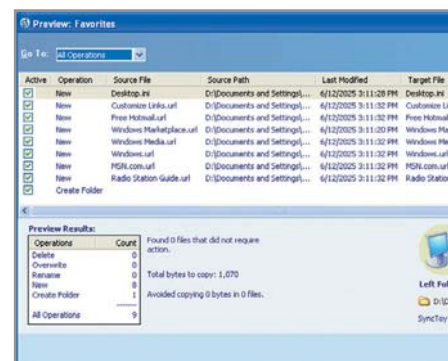 Preview: Favorites
Go To: All Operations
Active Operation Source File Source Path Last Modified Target File
New Desktop.ini D:\Documents and Settings\... 6/12/2025 3:11:28 PM Desktop.ini
New Customize Links.url D:\Documents and Settings\... 6/12/2025 3:11:32 PM Customize Li
New Free Hotmail.url D:\Documents and Settings\... 6/12/2025 3:11:32 PM Free Hotmai
New Windows Marketplace.url D:\Documents and Settings\... 6/12/2025 3:11:20 PM Windows Ma
New Windows Media.url D:\Documents and Settings\... 6/12/2025 3:11:32 PM Windows Me
New Windows.url D:\Documents and Settings\... 6/12/2025 3:11:32 PM Windows.url
New MSN.com.url D:\Documents and Settings\... 6/12/2025 3:11:32 PM MSN.com.url
New Radio Station Guide.url D:\Documents and Settings\... 6/12/2025 3:11:32 PM Radio Station
Create Folder
Preview Results:
Operations Count
Delete 0
Overwrite 0
Rename 0
New 8
Create Folder 1
All Operations 9
Found 0 files that did not require
action.
Total bytes to copy: 1,070
Avoided copying 0 bytes in 0 files.
Left Fol
D:\D
SyncToy